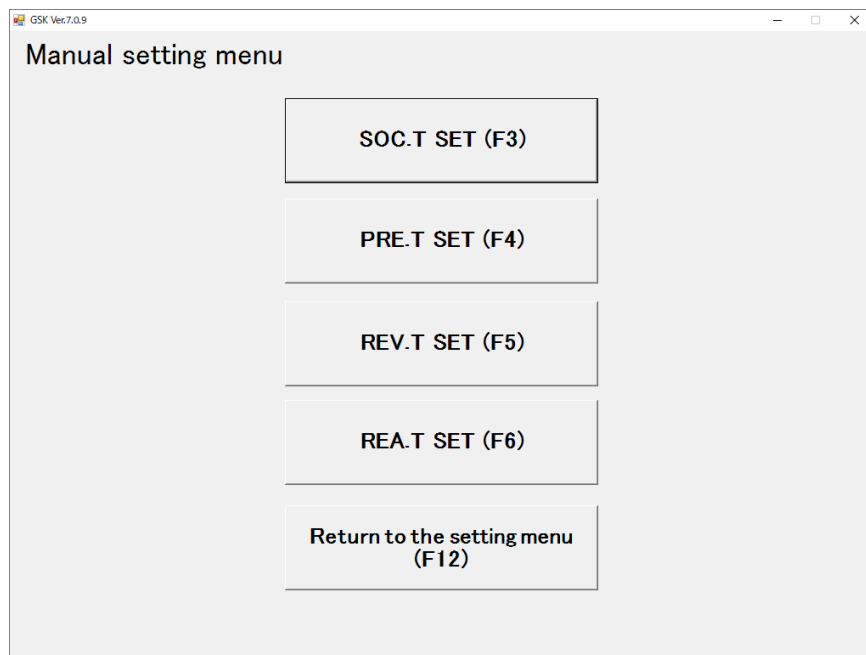 GSK Ver.7.0.9
Manual setting menu
SOC.T SET (F3)
PRE.T SET (F4)
REV.T SET (F5)
REA.T SET (F6)
Return to the setting menu
(F12)